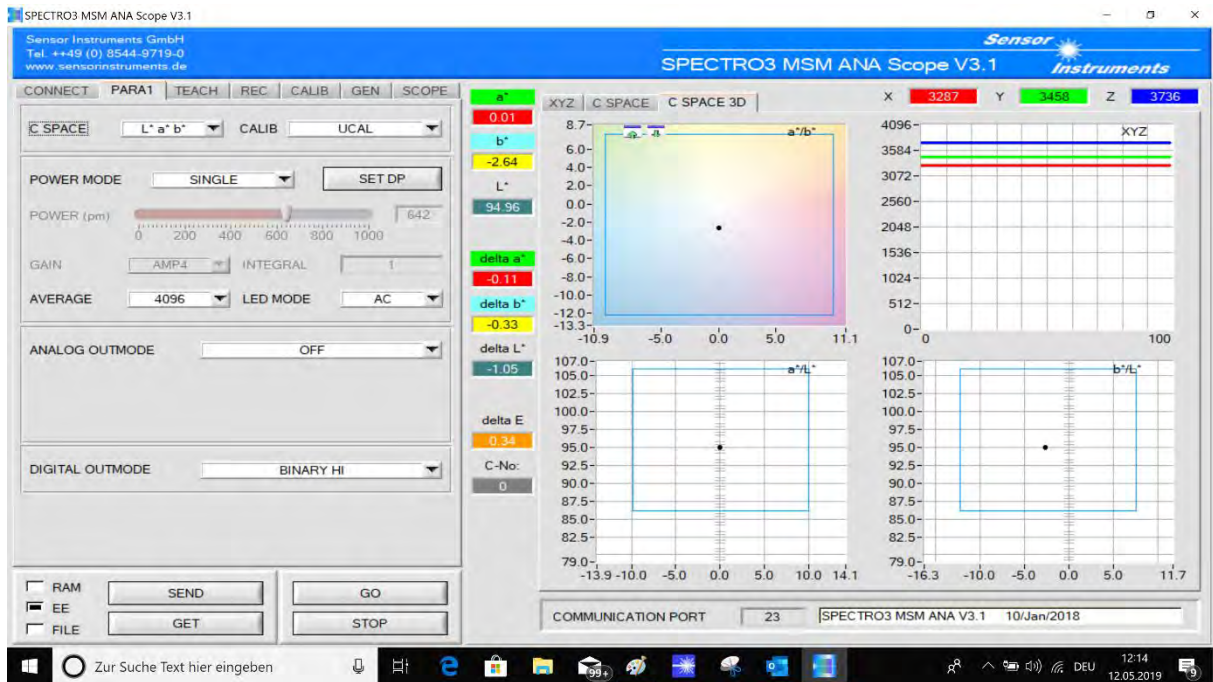 SPECTRO3 MSM ANA Scope V3.1
Sensor Instruments GmbH
Tel. ++49 (0) 8544-9719-0
www.sensorinstruments.de
Sensor
Instruments
SPECTRO3 MSM ANA Scope V3.1
CONNECT PARA1 TEACH REC CALIB GEN SCOPE
C SPACE L* a* b* CALIB UCAL
POWER MODE SINGLE SET DP
POWER (pm) 642
0 200 400 600 800 1000
GAIN AMP4 INTEGRAL 1
AVERAGE 4096 LED MODE AC
ANALOG OUTMODE OFF
DIGITAL OUTMODE BINARY HI
RAM
EE
FILE
SEND GO
GET STOP
a*
0.01
b*
-2.64
L*
94.96
delta a*
-0.11
delta b*
-0.33
delta L*
-1.05
delta E
0.34
C-No:
0
XYZ C SPACE C SPACE 3D
X 3287 Y 3458 Z 3736
a*/b*
8.7
6.0
4.0
2.0
0.0
-2.0
-4.0
-6.0
-8.0
-10.0
-12.0
-13.3
-10.9 -5.0 0.0 5.0 11.1
XYZ
4096
3584
3072
2560
2048
1536
1024
512
0
0 100
a*/L*
107.0
105.0
102.5
100.0
97.5
95.0
92.5
90.0
87.5
85.0
82.5
79.0
-13.9 -10.0 -5.0 0.0 5.0 10.0 14.1
b*/L*
107.0
105.0
102.5
100.0
97.5
95.0
92.5
90.0
87.5
85.0
82.5
79.0
-16.3 -10.0 -5.0 0.0 5.0 11.7
COMMUNICATION PORT 23 SPECTRO3 MSM ANA V3.1 10/Jan/2018
Zur Suche Text hier eingeben
99+
DEU
12:14
12.05.2019
9